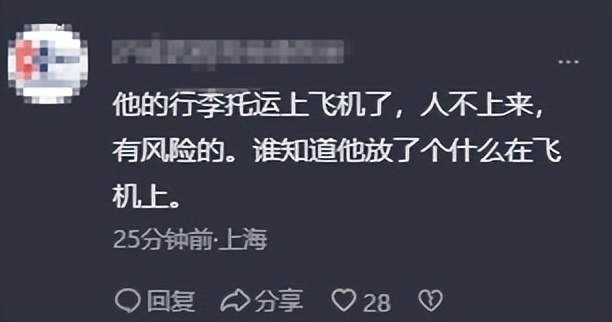 他的行李托运上飞机了，人不上来，
有风险的。谁知道他放了个什么在飞
机上。
25分钟前·上海
回复 分享 28